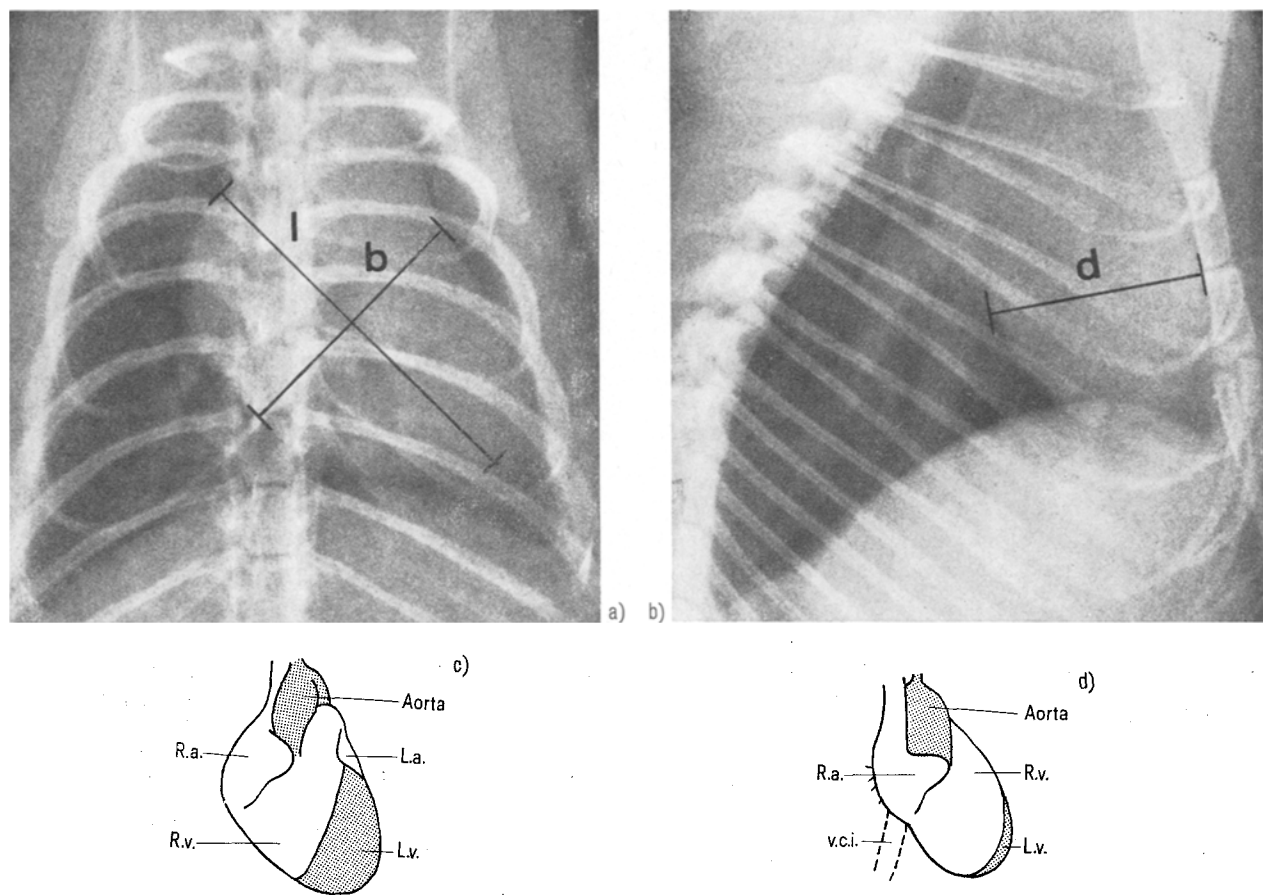 l
b
d
a) b)
c)
Aorta
R.a.
L.a.
R.v.
L.v.
d)
Aorta
R.a.
R.v.
v.c.i.
L.v.